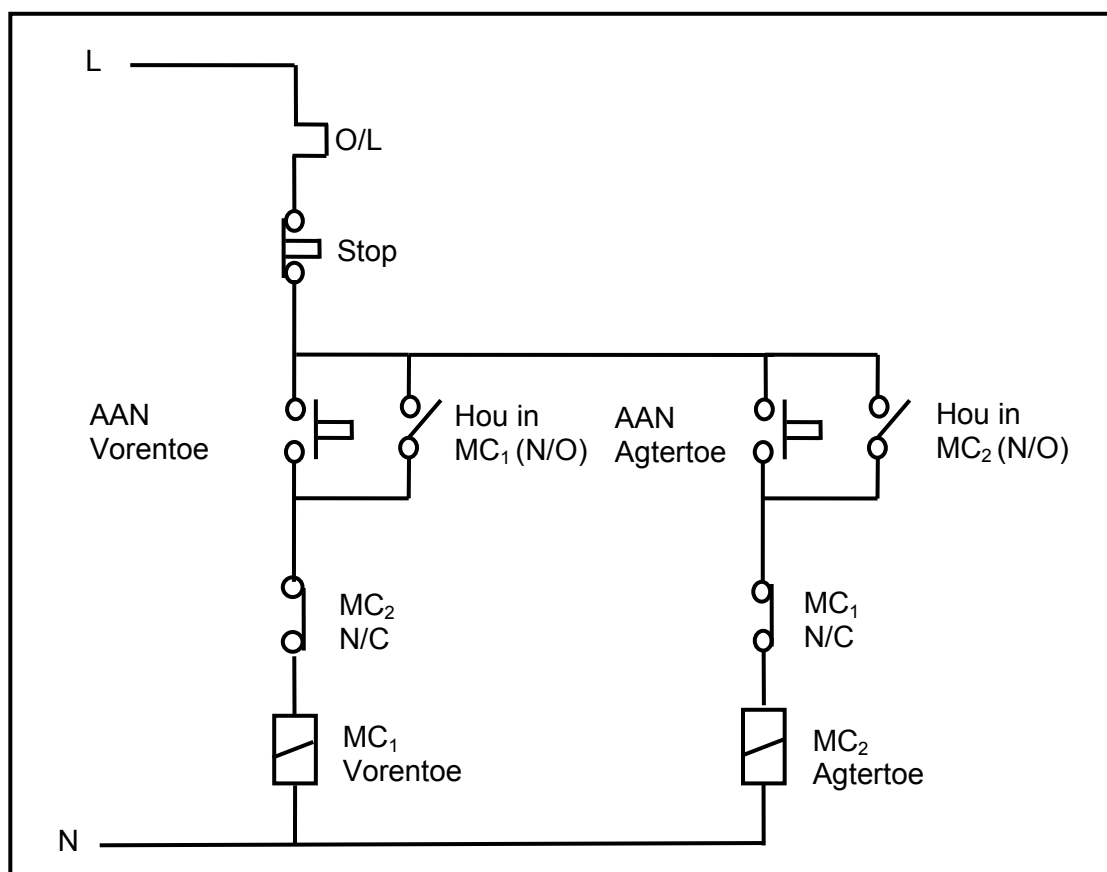 L
O/L
Stop
AAN
Vorentoe
Hou in
MC₁ (N/O)
AAN
Agtertoe
Hou in
MC₂ (N/O)
MC₂
N/C
MC₁
N/C
MC₁
Vorentoe
MC₂
Agtertoe
N